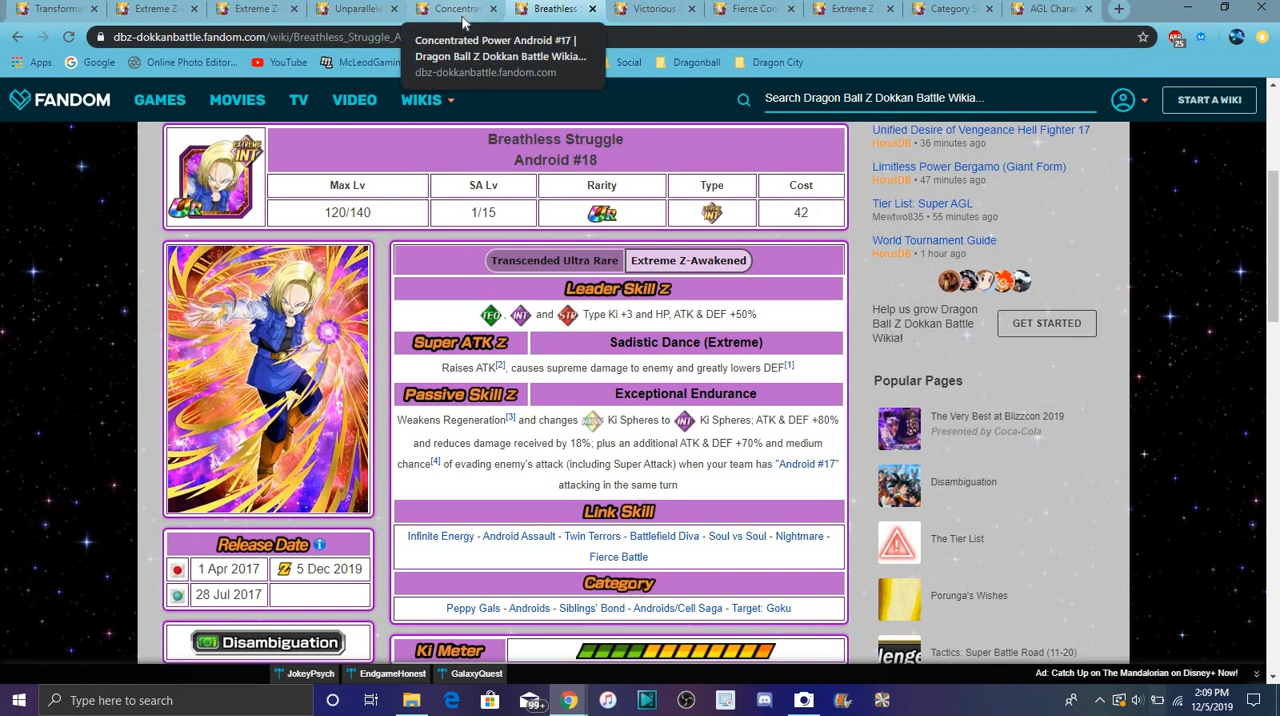 Transform
Extreme Z-
Extreme Z-
Unparallele
Concentrat
Breathless
Victorious
Fierce Con
Extreme Z
Category S
AGL Charac
dbz-dokkanbattle.fandom.com/wiki/Breathless_Struggle_A
Concentrated Power Android #17 |
Dragon Ball Z Dokkan Battle Wikia...
dbz-dokkanbattle.fandom.com
25
Apps Google Online Photo Editor... YouTube McLeodGamin Social Dragonball Dragon City
FANDOM GAMES MOVIES TV VIDEO WIKIS Search Dragon Ball Z Dokkan Battle Wikia... START A WIKI
Breathless Struggle
Android #18
EXTREME INT
UR
Max Lv SA Lv Rarity Type Cost
120/140 1/15 UR INT 42
Transcended Ultra Rare Extreme Z-Awakened
Leader Skill Z
TEQ, INT and STR Type Ki +3 and HP, ATK & DEF +50%
Super ATK Z Sadistic Dance (Extreme)
Raises ATK[2], causes supreme damage to enemy and greatly lowers DEF[1]
Passive Skill Z Exceptional Endurance
Weakens Regeneration[3] and changes Ki Spheres to INT Ki Spheres; ATK & DEF +80%
and reduces damage received by 18%; plus an additional ATK & DEF +70% and medium
chance[4] of evading enemy's attack (including Super Attack) when your team has "Android #17"
attacking in the same turn
Link Skill
Infinite Energy - Android Assault - Twin Terrors - Battlefield Diva - Soul vs Soul - Nightmare -
Fierce Battle
Category
Peppy Gals - Androids - Siblings' Bond - Androids/Cell Saga - Target: Goku
Ki Meter
Release Date
1 Apr 2017 Z 5 Dec 2019
28 Jul 2017
Disambiguation
Unified Desire of Vengeance Hell Fighter 17
HorusDB • 36 minutes ago
Limitless Power Bergamo (Giant Form)
HorusDB • 47 minutes ago
Tier List: Super AGL
Mewtwo835 • 55 minutes ago
World Tournament Guide
HorusDB • 1 hour ago
Help us grow Dragon
Ball Z Dokkan Battle
Wikia!
GET STARTED
Popular Pages
The Very Best at Blizzcon 2019
Presented by Coca-Cola
Disambiguation
The Tier List
Porunga's Wishes
Tactics: Super Battle Road (11-20)
JokeyPsych EndgameHonest GalaxyQuest Ad: Catch Up on The Mandalorian on Disney+ Now!
Type here to search
99+
2:09 PM
12/5/2019